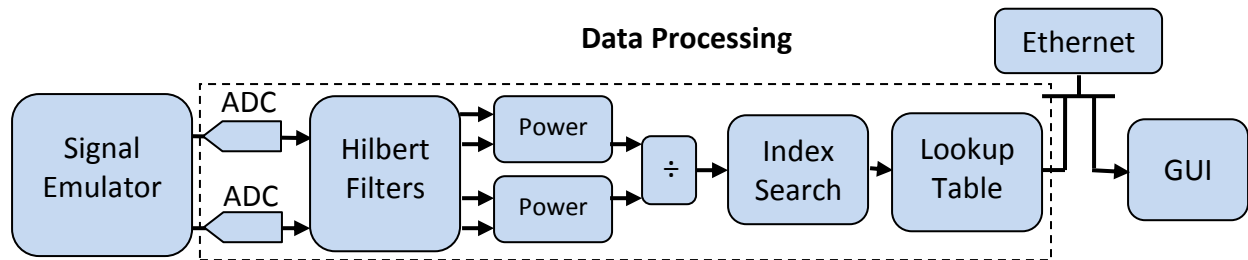 Data Processing
Ethernet
Signal
Emulator
ADC
ADC
Hilbert
Filters
Power
Power
÷
Index
Search
Lookup
Table
GUI